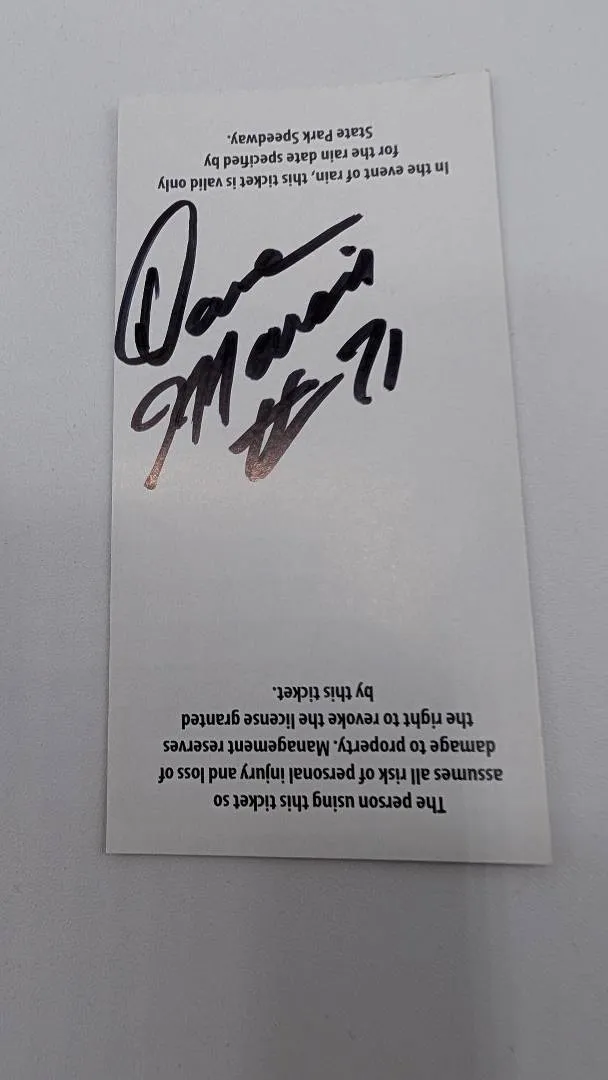 The person using this ticket so
assumes all risk of personal injury and loss of
damage to property. Management reserves
the right to revoke the license granted
by this ticket.
In the event of rain, this ticket is valid only
for the rain date specified by
State Park Speedway.
Dave
Marcis
#71